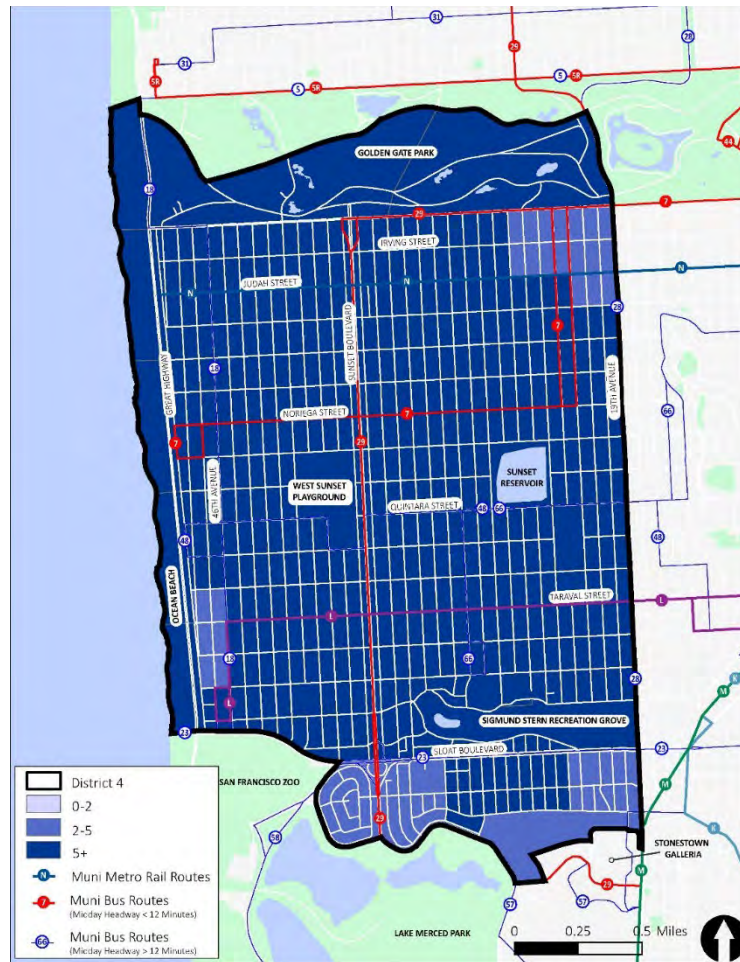 31
31
29
28
5R
5
5R
5
5R
44
18
GOLDEN GATE PARK
29
7
IRVING STREET
JUDAH STREET
N
N
N
SUNSET BOULEVARD
28
7
18
GREAT HIGHWAY
19TH AVENUE
66
NORIEGA STREET
7
7
29
46TH AVENUE
WEST SUNSET
PLAYGROUND
SUNSET
RESERVOIR
QUINTARA STREET
48
66
48
48
OCEAN BEACH
TARAVAL STREET
L
L
18
66
28
L
M
K
23
SIGMUND STERN RECREATION GROVE
SLOAT BOULEVARD
23
23
SAN FRANCISCO ZOO
M
K
29
58
STONESTOWN
GALLERIA
29
M
57
57
LAKE MERCED PARK
District 4
0-2
2-5
5+
N Muni Metro Rail Routes
7 Muni Bus Routes
(Midday Headway < 12 Minutes)
66 Muni Bus Routes
(Midday Headway > 12 Minutes)
0 0.25 0.5 Miles